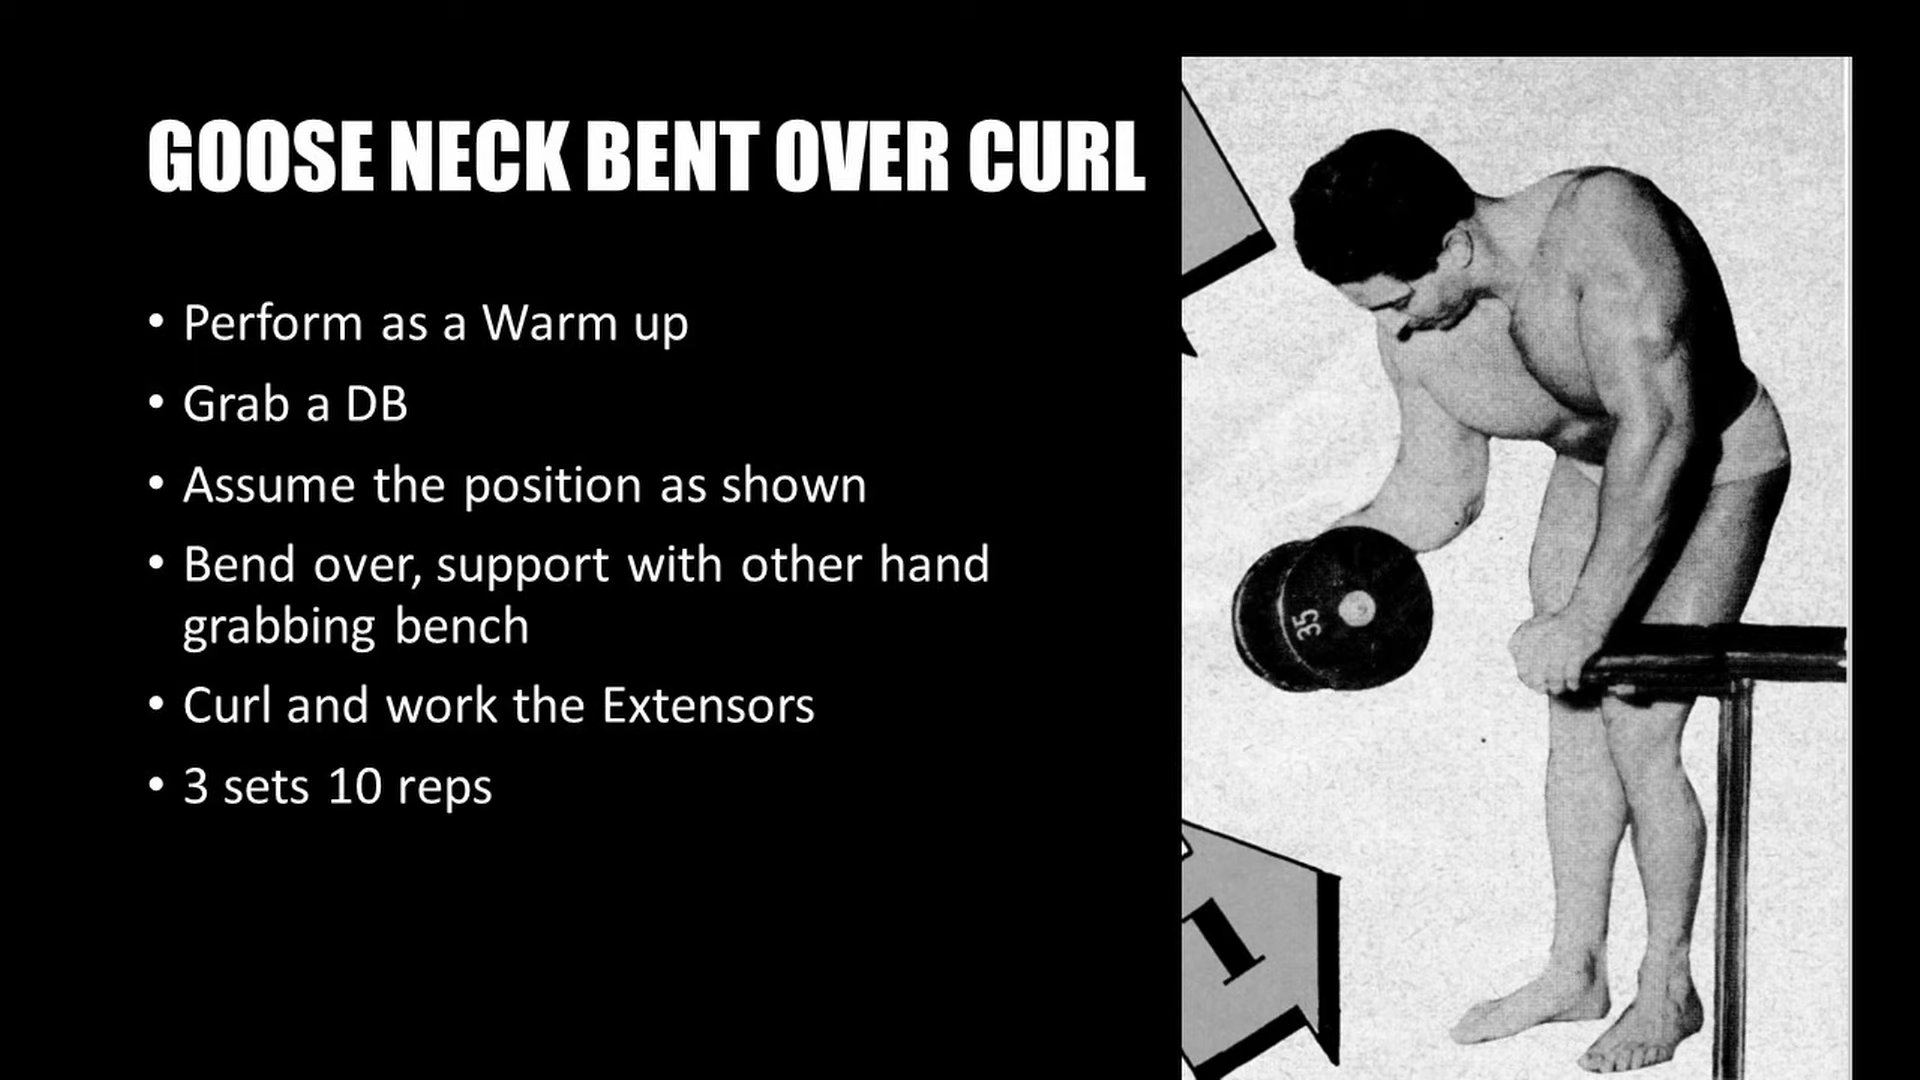 GOOSE NECK BENT OVER CURL
• Perform as a Warm up
• Grab a DB
• Assume the position as shown
• Bend over, support with other hand
grabbing bench
• Curl and work the Extensors
• 3 sets 10 reps
35
1